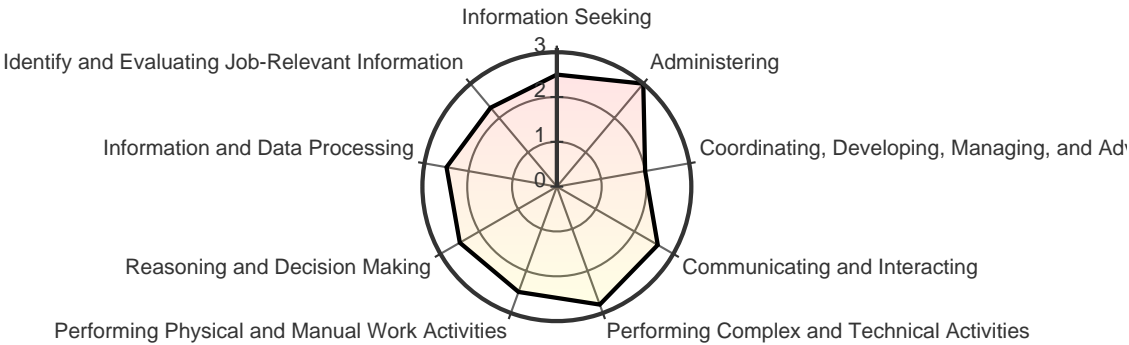 Information Seeking
3
Identify and Evaluating Job-Relevant Information
Administering
2
Information and Data Processing
1
Coordinating, Developing, Managing, and Adv
0
Reasoning and Decision Making
Communicating and Interacting
Performing Physical and Manual Work Activities
Performing Complex and Technical Activities